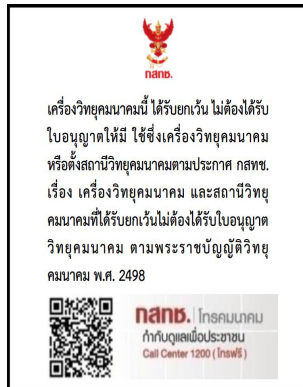 กสทช.
เครื่องวิทยุคมนาคมนี้ ได้รับยกเว้น ไม่ต้องได้รับ
ใบอนุญาตให้มี ใช้ซึ่งเครื่องวิทยุคมนาคม
หรือตั้งสถานีวิทยุคมนาคมตามประกาศ กสทช.
เรื่อง เครื่องวิทยุคมนาคม และสถานีวิทยุ
คมนาคมที่ได้รับยกเว้นไม่ต้องได้รับใบอนุญาต
วิทยุคมนาคม ตามพระราชบัญญัติวิทยุ
คมนาคม พ.ศ. 2498
กสทช. | โทรคมนาคม
กำกับดูแลเพื่อประชาชน
Call Center 1200 (โทรฟรี)